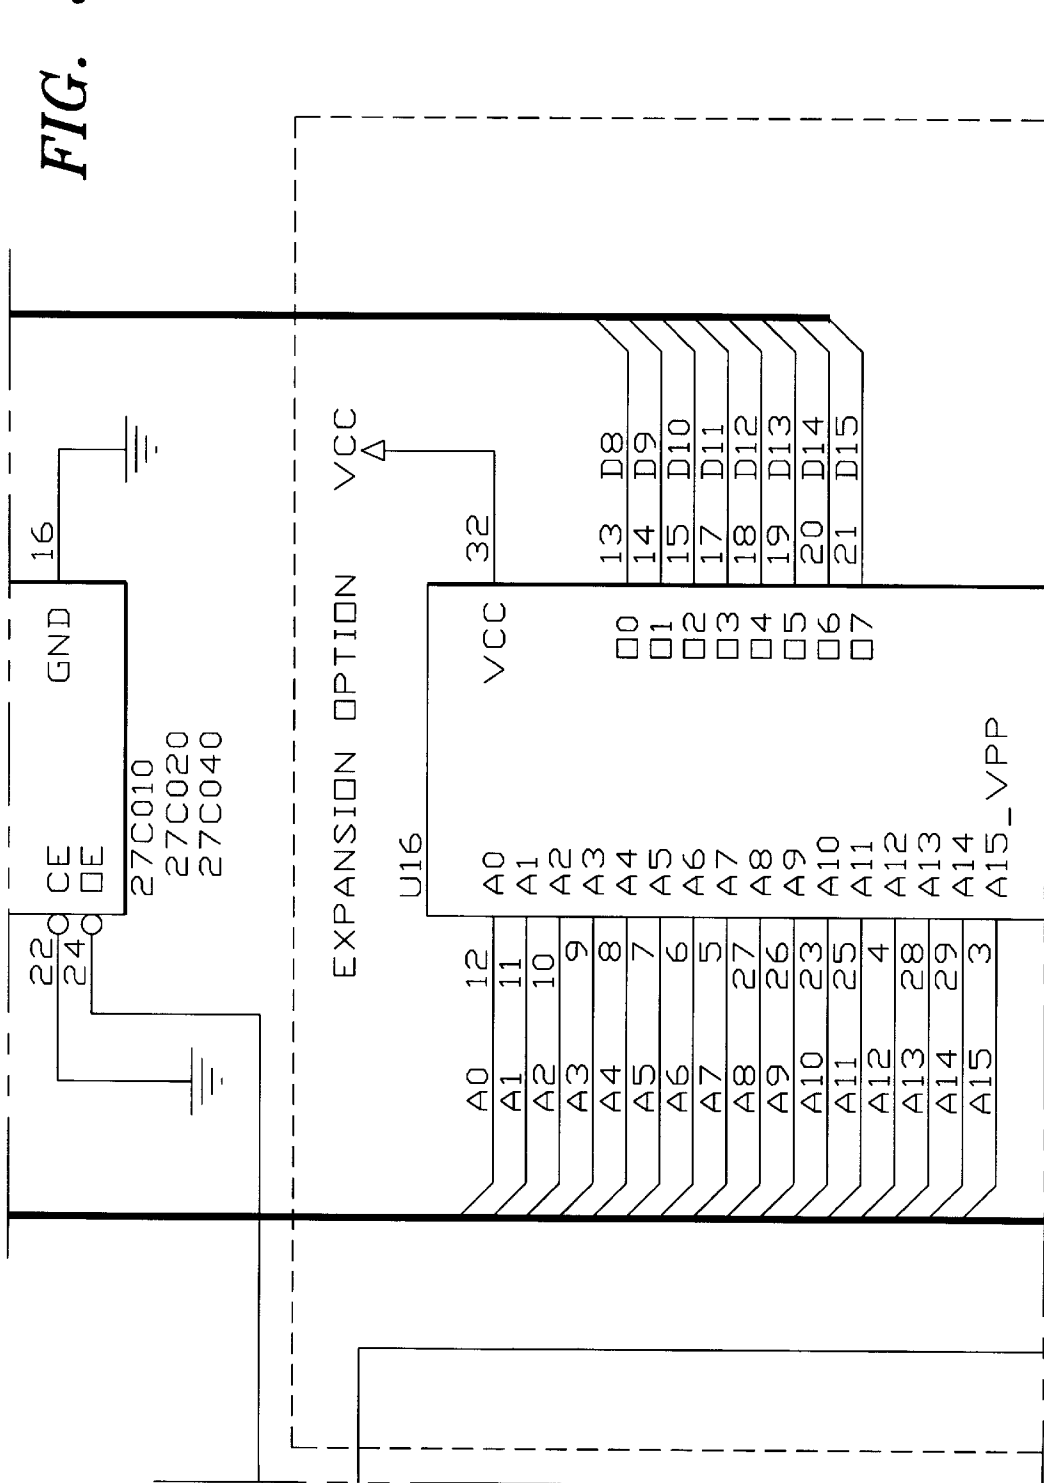 FIG.
22 CE GND 16
24 OE
27C010
27C020
27C040
EXPANSION OPTION VCC
U16
A0 12 A0 VCC 32
A1 11 A1
A2 10 A2
A3 9 A3
A4 8 A4 O0 13 D8
A5 7 A5 O1 14 D9
A6 6 A6 O2 15 D10
A7 5 A7 O3 17 D11
A8 27 A8 O4 18 D12
A9 26 A9 O5 19 D13
A10 23 A10 O6 20 D14
A11 25 A11 O7 21 D15
A12 4 A12
A13 28 A13
A14 29 A14
A15 3 A15_VPP